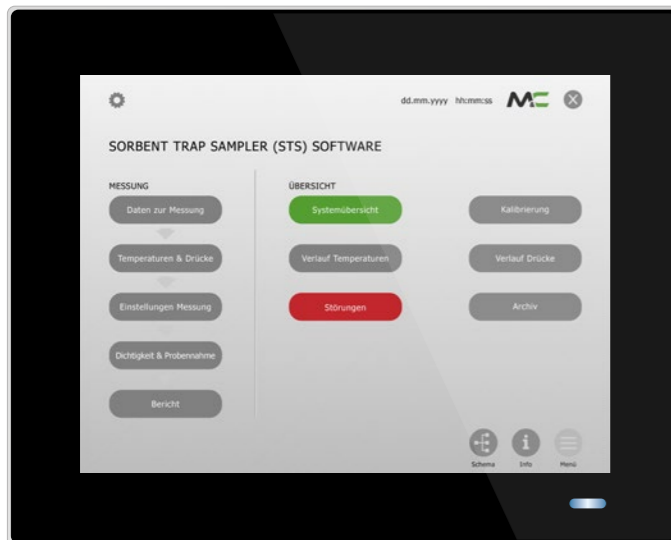 dd.mm.yyyy hh:mm:ss MC
SORBENT TRAP SAMPLER (STS) SOFTWARE
MESSUNG
Daten zur Messung
Temperaturen & Drücke
Einstellungen Messung
Dichtigkeit & Probennahme
Bericht
ÜBERSICHT
Systemübersicht
Kalibrierung
Verlauf Temperaturen
Verlauf Drücke
Störungen
Archiv
Schema
Info
Menü